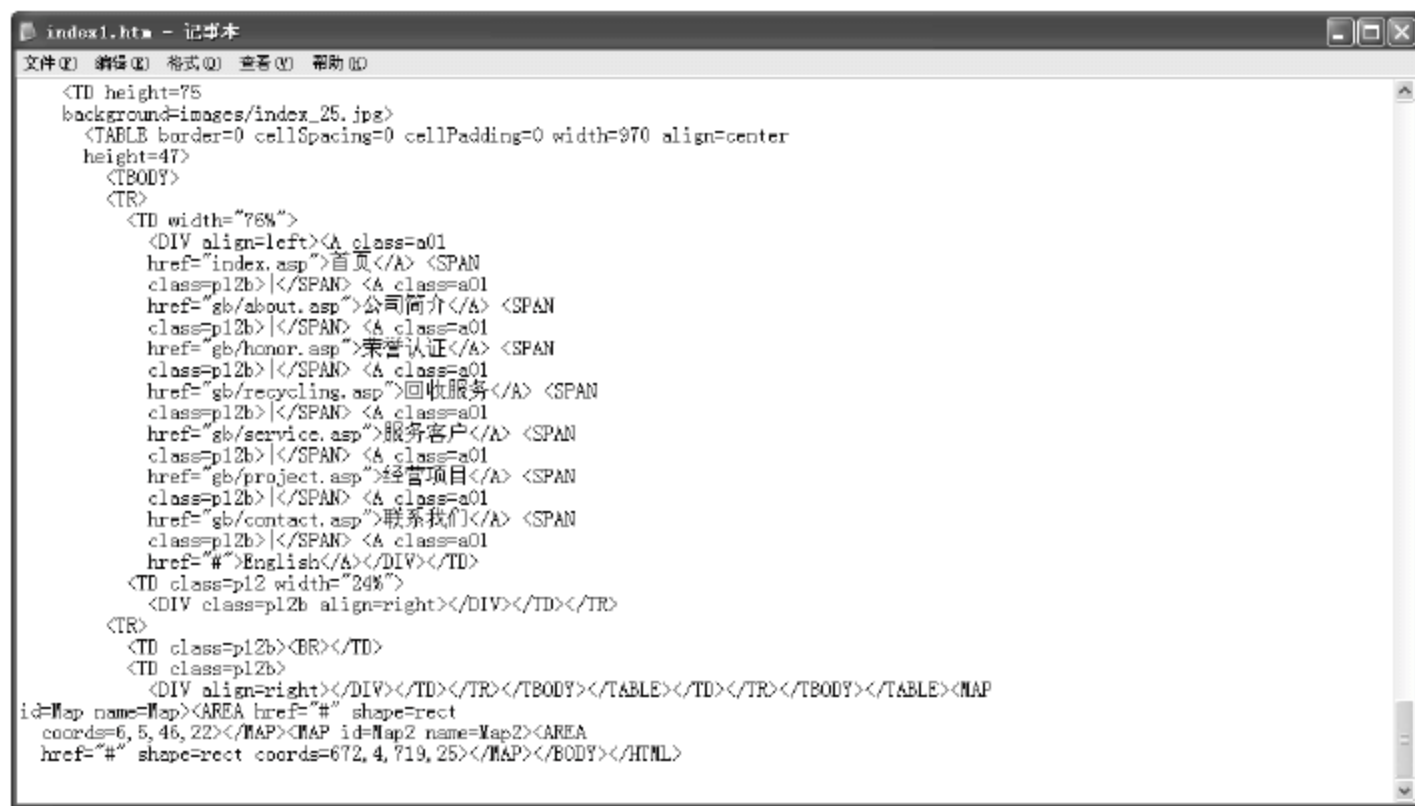 index1.htm - 记事本
文件(F) 编辑(E) 格式(O) 查看(V) 帮助(H)
<TD height=75
background=images/index_25.jpg>
<TABLE border=0 cellSpacing=0 cellPadding=0 width=970 align=center
height=47>
<TBODY>
<TR>
<TD width="76%">
<DIV align=left><A class=a01
href="index.asp">首页</A> <SPAN
class=p12b>|</SPAN> <A class=a01
href="gb/about.asp">公司简介</A> <SPAN
class=p12b>|</SPAN> <A class=a01
href="gb/honor.asp">荣誉认证</A> <SPAN
class=p12b>|</SPAN> <A class=a01
href="gb/recycling.asp">回收服务</A> <SPAN
class=p12b>|</SPAN> <A class=a01
href="gb/service.asp">服务客户</A> <SPAN
class=p12b>|</SPAN> <A class=a01
href="gb/project.asp">经营项目</A> <SPAN
class=p12b>|</SPAN> <A class=a01
href="gb/contact.asp">联系我们</A> <SPAN
class=p12b>|</SPAN> <A class=a01
href="#">English</A></DIV></TD>
<TD class=p12 width="24%">
<DIV class=p12b align=right></DIV></TD></TR>
<TR>
<TD class=p12b><BR></TD>
<TD class=p12b>
<DIV align=right></DIV></TD></TR></TBODY></TABLE></TD></TR></TBODY></TABLE><MAP
id=Map name=Map><AREA href="#" shape=rect
coords=6,5,46,22></MAP><MAP id=Map2 name=Map2><AREA
href="#" shape=rect coords=672,4,719,25></MAP></BODY></HTML>